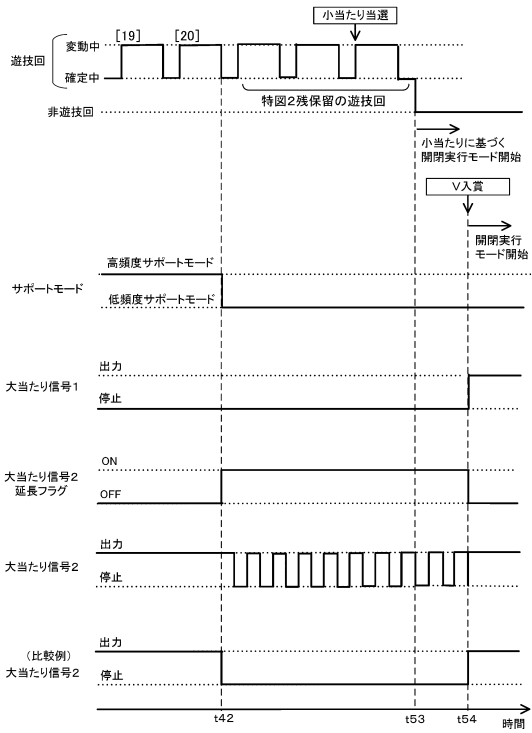 小当たり当選
[19]
[20]
遊技回
変動中
確定中
特図2残保留の遊技回
非遊技回
小当たりに基づく
開閉実行モード開始
V入賞
開閉実行
モード開始
サポートモード
高頻度サポートモード
低頻度サポートモード
大当たり信号1
出力
停止
大当たり信号2
延長フラグ
ON
OFF
大当たり信号2
出力
停止
(比較例)
大当たり信号2
出力
停止
t42
t53
t54
時間